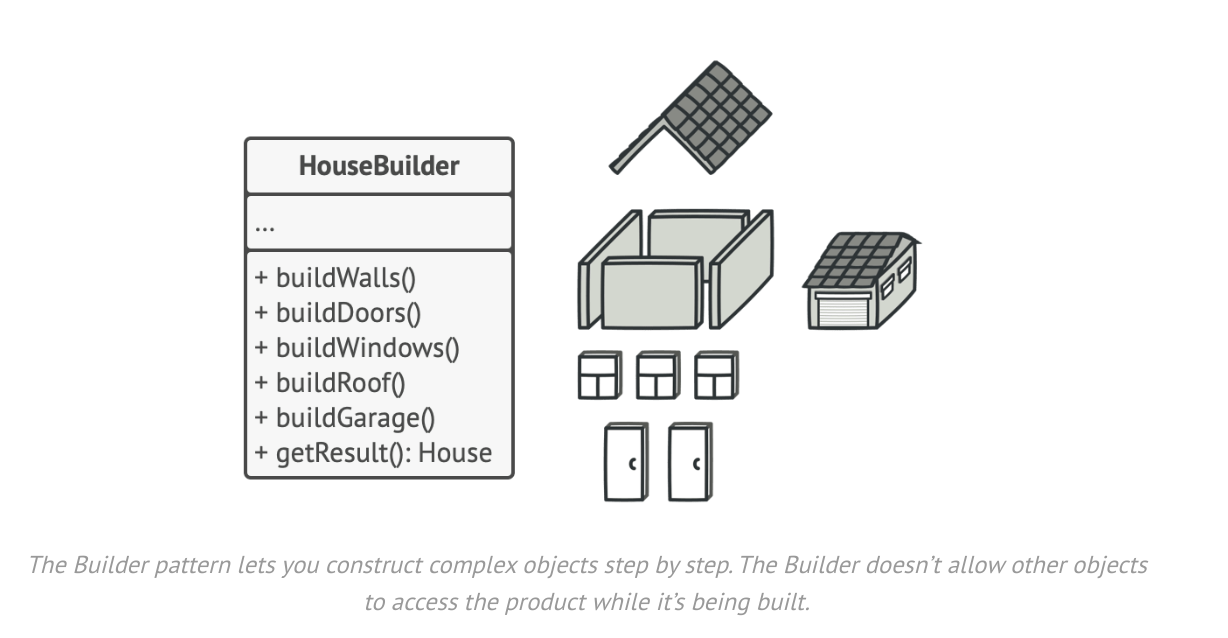 HouseBuilder
...
+ buildWalls()
+ buildDoors()
+ buildWindows()
+ buildRoof()
+ buildGarage()
+ getResult(): House
The Builder pattern lets you construct complex objects step by step. The Builder doesn’t allow other objects
to access the product while it’s being built.